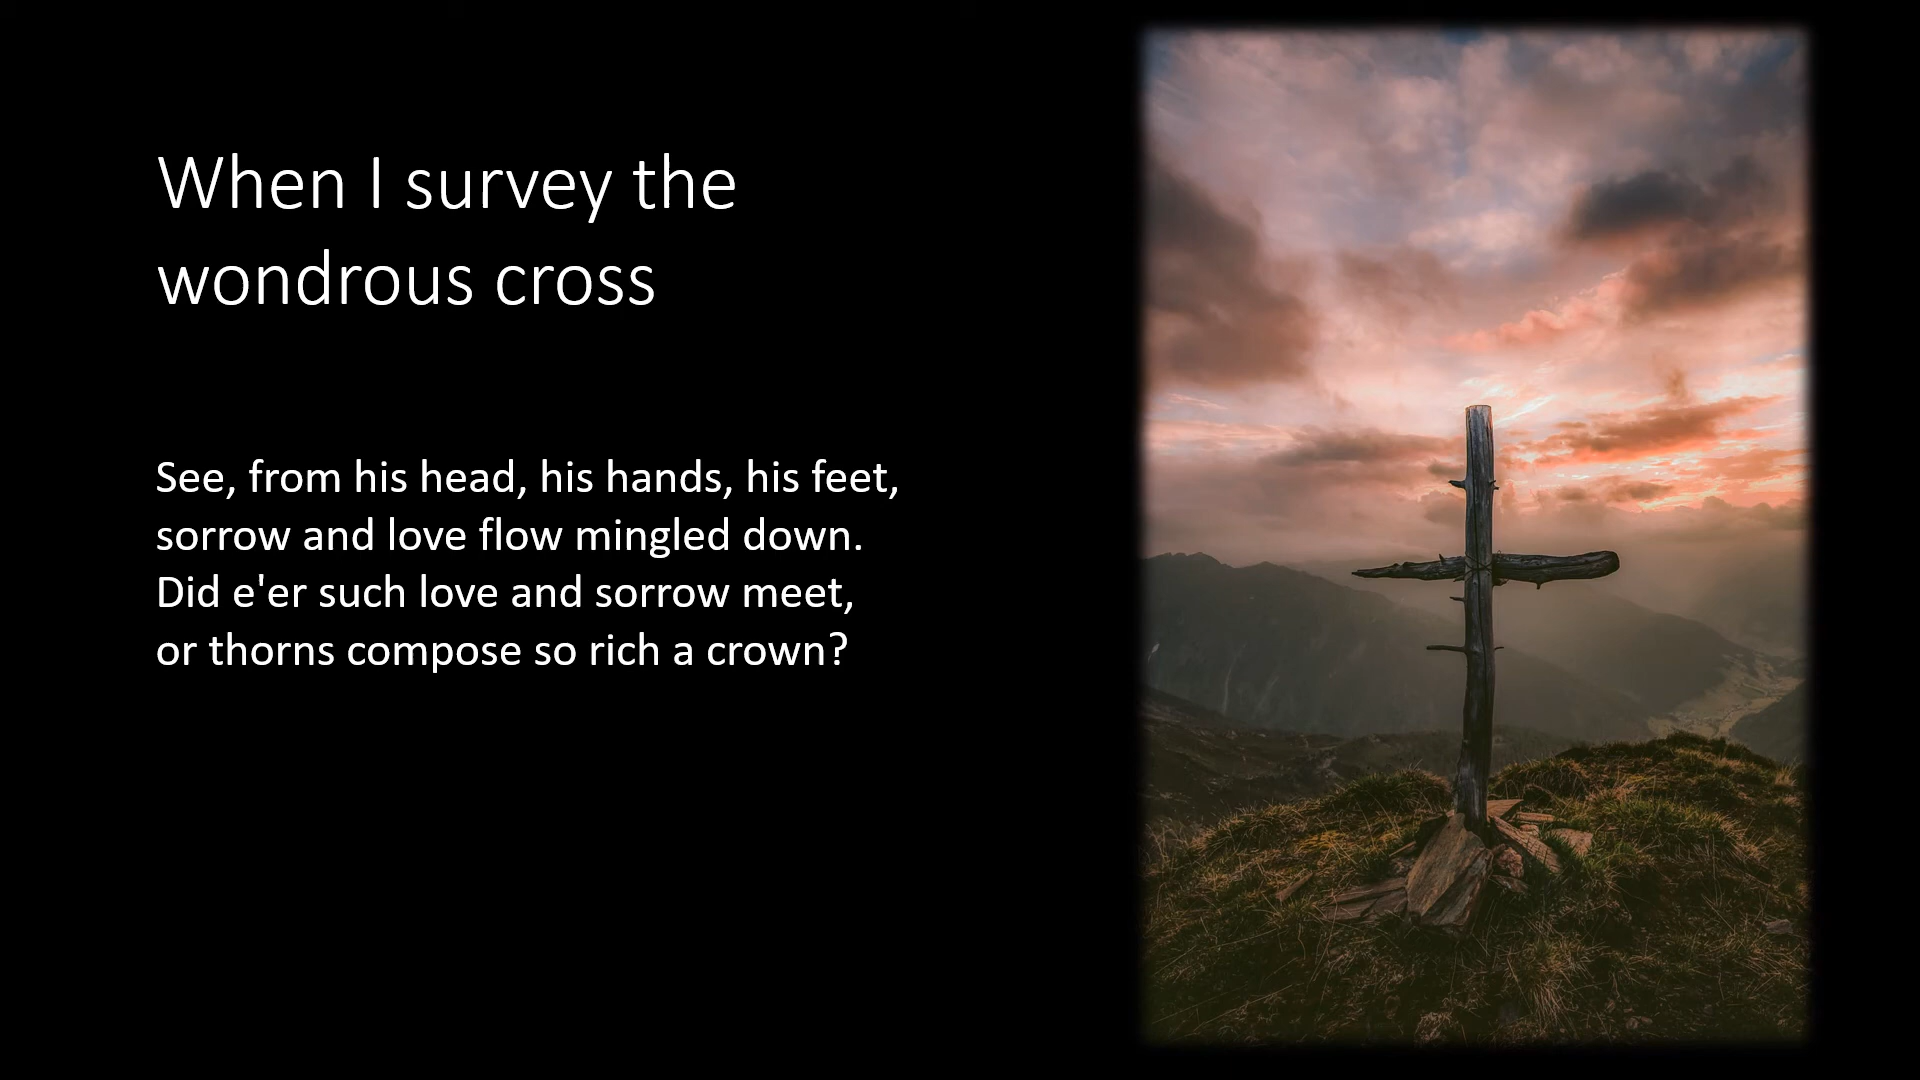 When I survey the
wondrous cross
See, from his head, his hands, his feet,
sorrow and love flow mingled down.
Did e'er such love and sorrow meet,
or thorns compose so rich a crown?